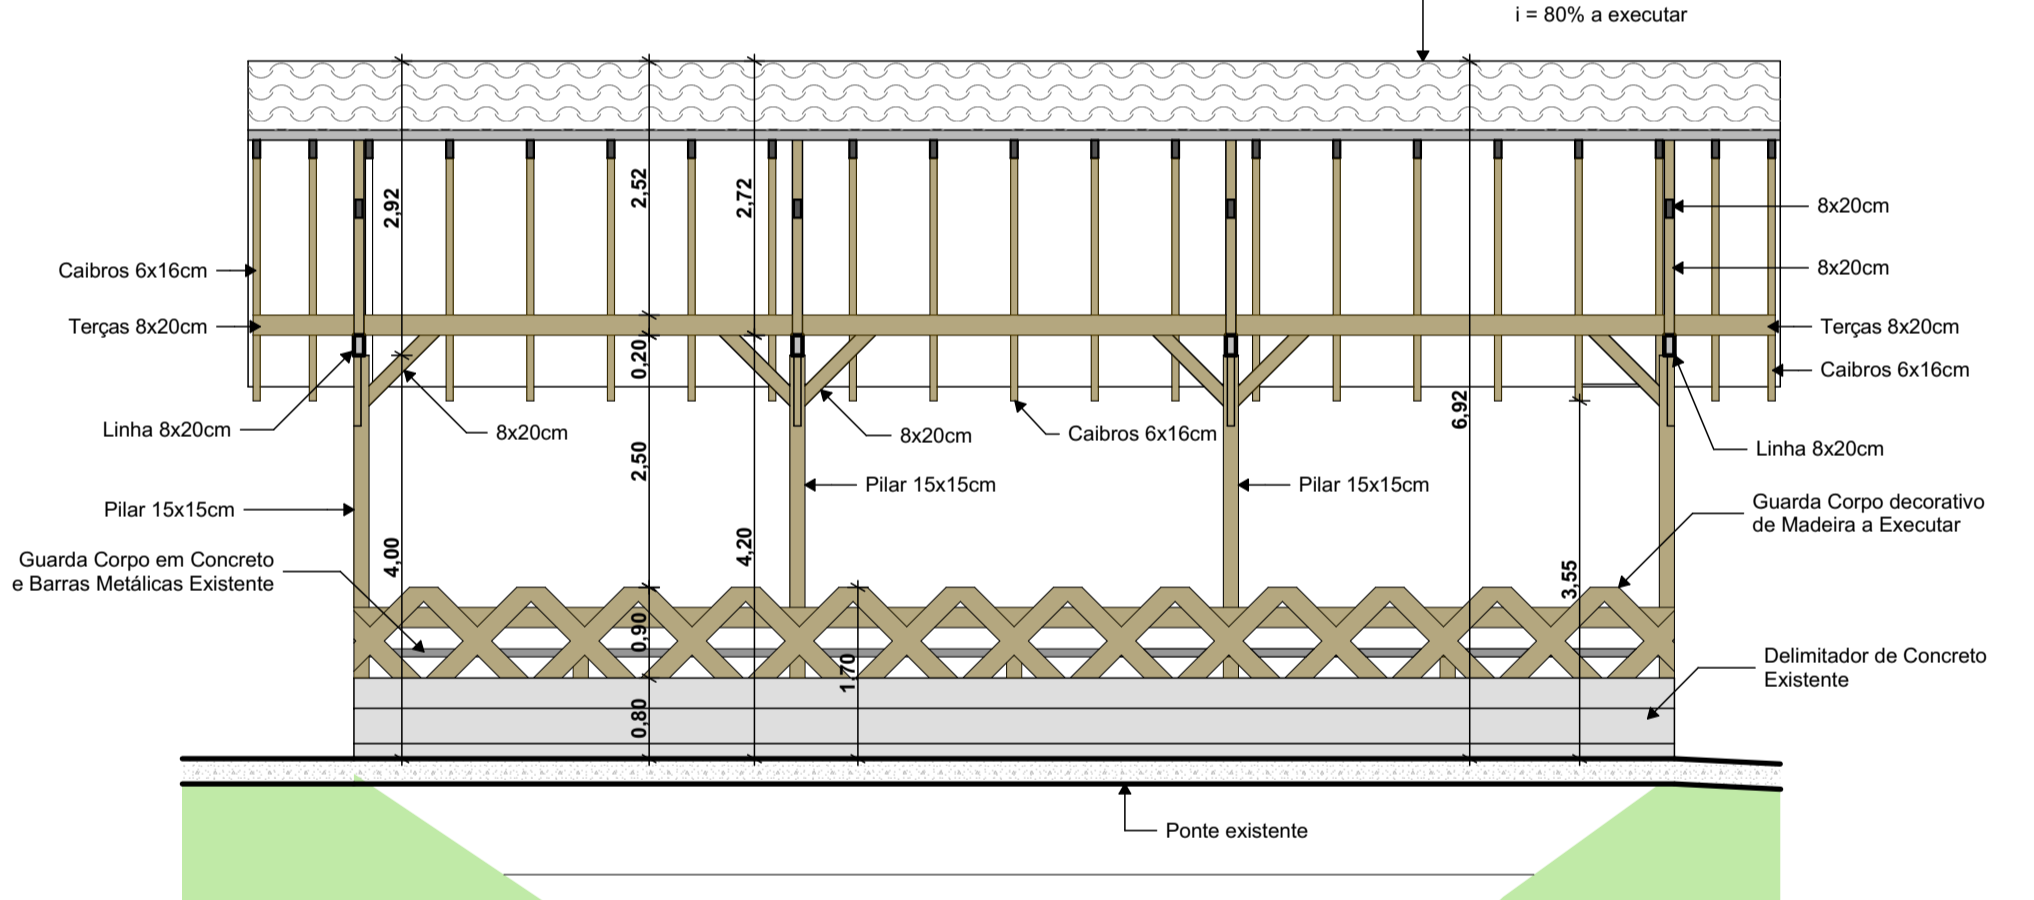 i = 80% a executar
2,92
2,52
2,72
8x20cm
Caibros 6x16cm
8x20cm
Terças 8x20cm
Terças 8x20cm
0,20
Caibros 6x16cm
6,92
Linha 8x20cm
8x20cm
8x20cm
Caibros 6x16cm
Linha 8x20cm
2,50
Pilar 15x15cm
Pilar 15x15cm
Pilar 15x15cm
Guarda Corpo decorativo
de Madeira a Executar
4,00
4,20
3,55
Guarda Corpo em Concreto
e Barras Metálicas Existente
0,90
1,70
Delimitador de Concreto
Existente
0,80
Ponte existente